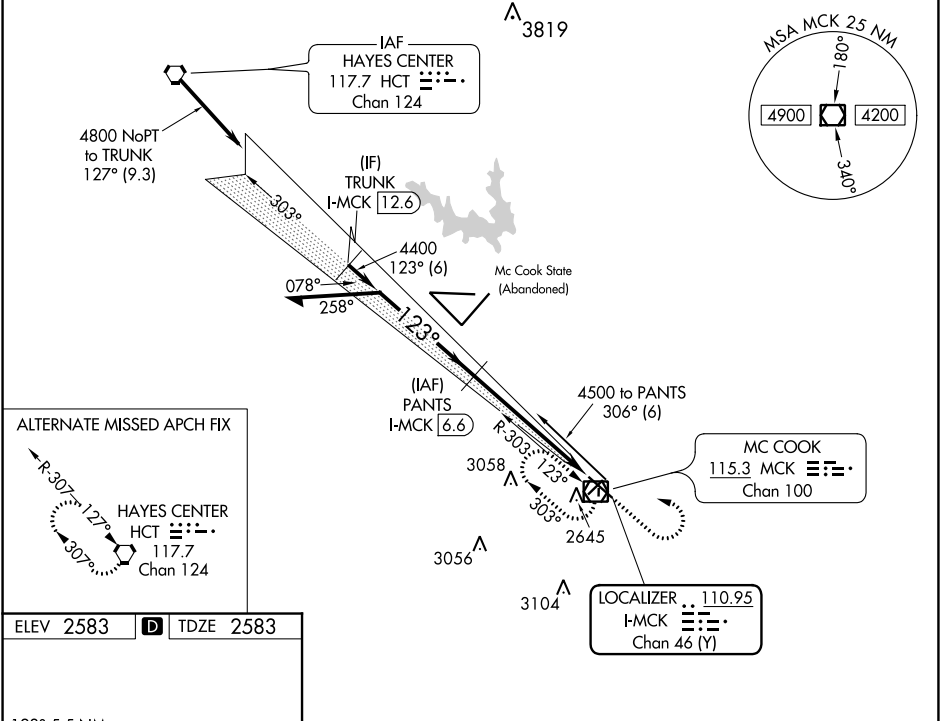 3819
IAF
HAYES CENTER
117.7 HCT
Chan 124
MSA MCK 25 NM
180°
4900
4200
340°
4800 NoPT
to TRUNK
127° (9.3)
(IF)
TRUNK
I-MCK 12.6
303°
4400
123° (6)
078°
258°
Mc Cook State
(Abandoned)
123°
(IAF)
PANTS
I-MCK 6.6
4500 to PANTS
306° (6)
R-303
123°
303°
3058
2645
3056
3104
MC COOK
115.3 MCK
Chan 100
LOCALIZER 110.95
I-MCK
Chan 46 (Y)
ALTERNATE MISSED APCH FIX
R-307
127°
307°
HAYES CENTER
HCT
117.7
Chan 124
ELEV 2583 D TDZE 2583